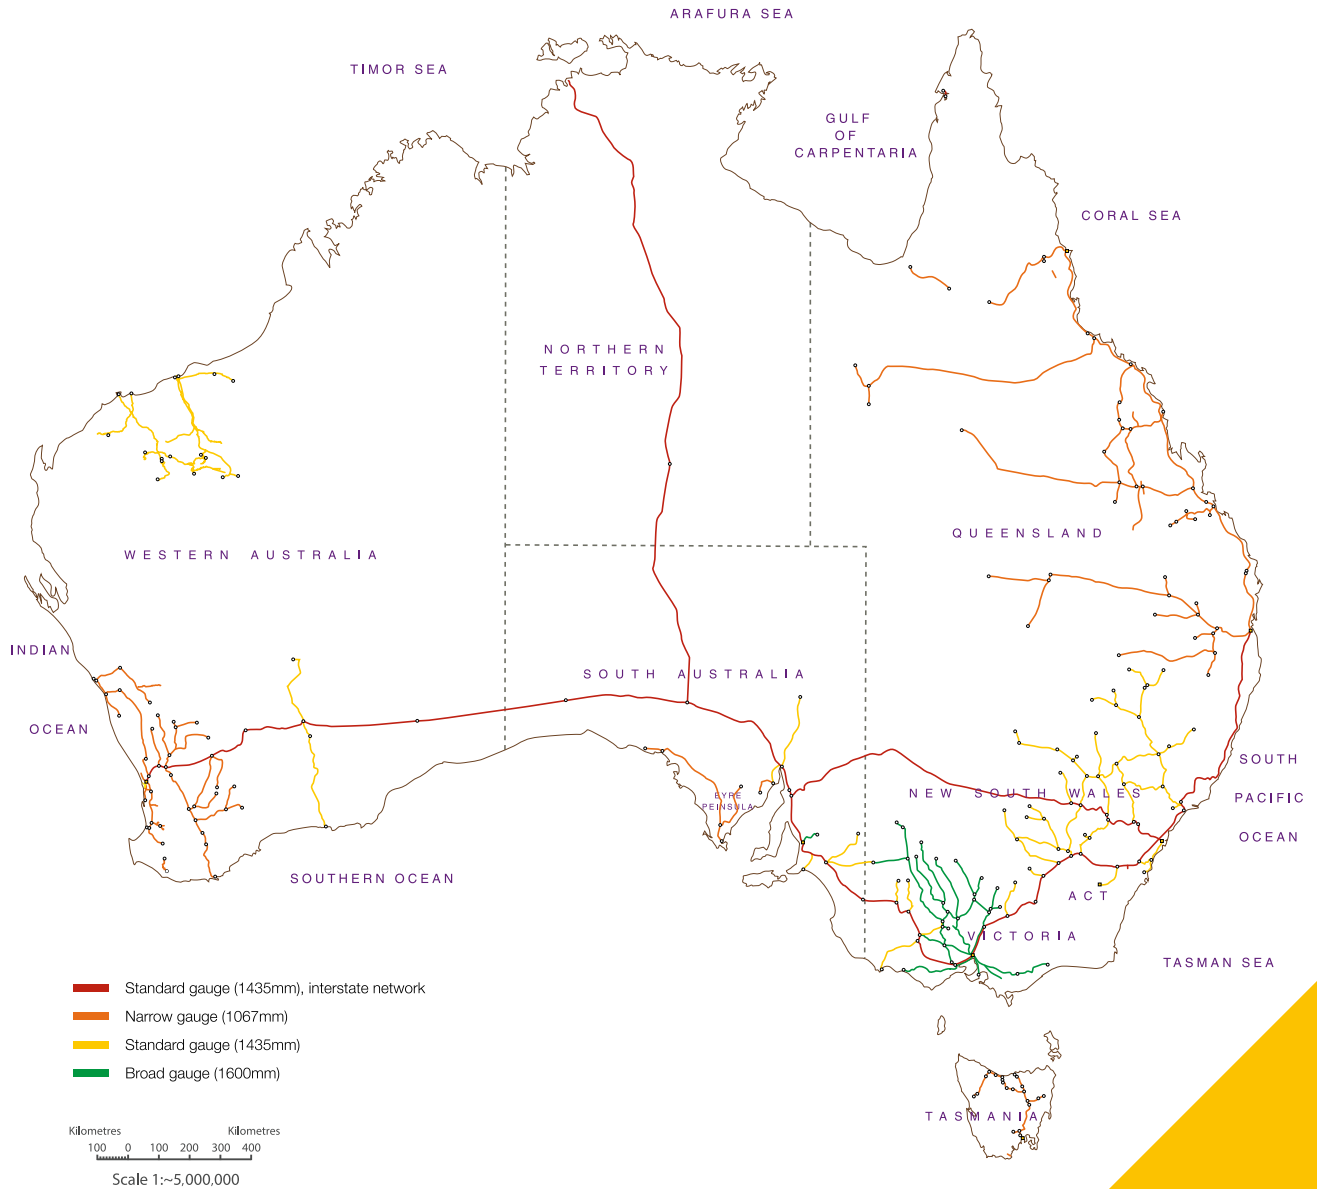 ARAFURA SEA
TIMOR SEA
GULF
OF
CARPENTARIA
CORAL SEA
NORTHERN
TERRITORY
QUEENSLAND
WESTERN AUSTRALIA
INDIAN
OCEAN
SOUTH AUSTRALIA
EYRE
PEINSULA
NEW SOUTH WALES
SOUTH
PACIFIC
OCEAN
SOUTHERN OCEAN
ACT
VICTORIA
TASMAN SEA
TASMANIA
Standard gauge (1435mm), interstate network
Narrow gauge (1067mm)
Standard gauge (1435mm)
Broad gauge (1600mm)
Kilometres Kilometres
100 0 100 200 300 400
Scale 1:~5,000,000